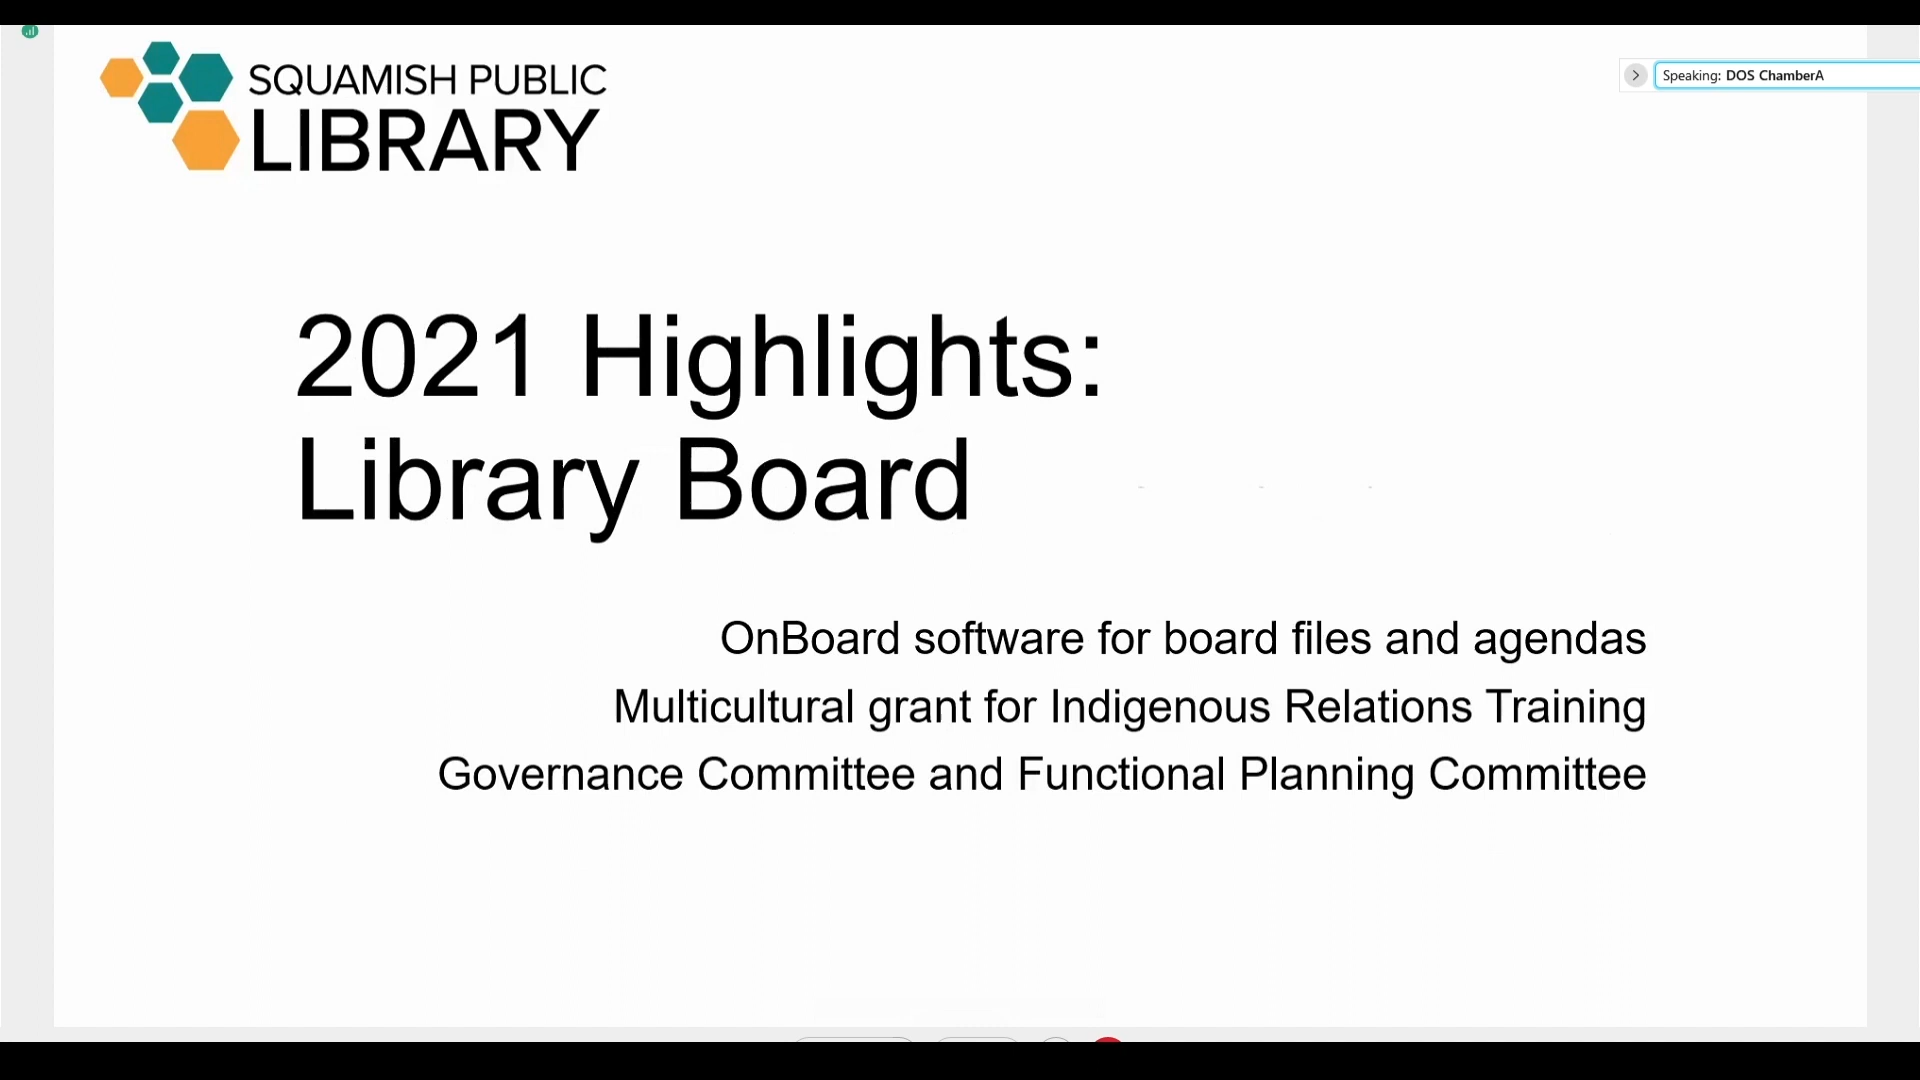 SQUAMISH PUBLIC
LIBRARY
Speaking: DOS ChamberA
2021 Highlights:
Library Board
OnBoard software for board files and agendas
Multicultural grant for Indigenous Relations Training
Governance Committee and Functional Planning Committee